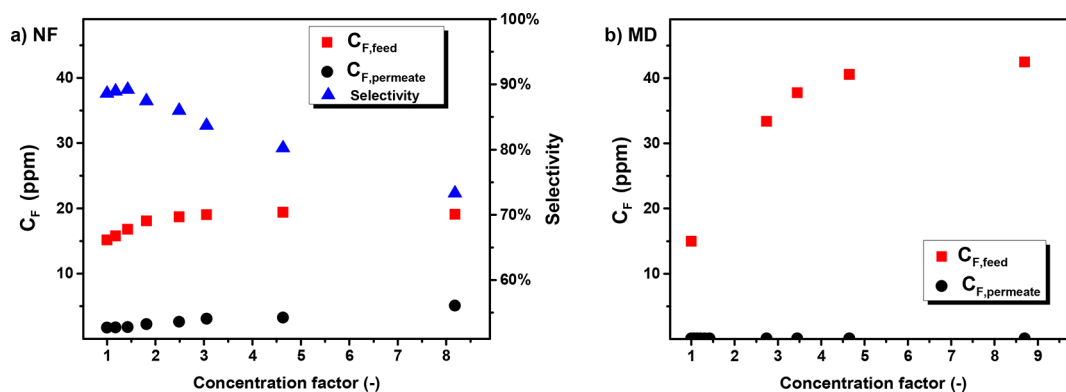 a) NF
C_F,feed
C_F,permeate
Selectivity
C_F (ppm)
40
30
20
10
100%
90%
80%
70%
60%
Selectivity
1 2 3 4 5 6 7 8
Concentration factor (-)
b) MD
C_F (ppm)
40
30
20
10
C_F,feed
C_F,permeate
1 2 3 4 5 6 7 8 9
Concentration factor (-)